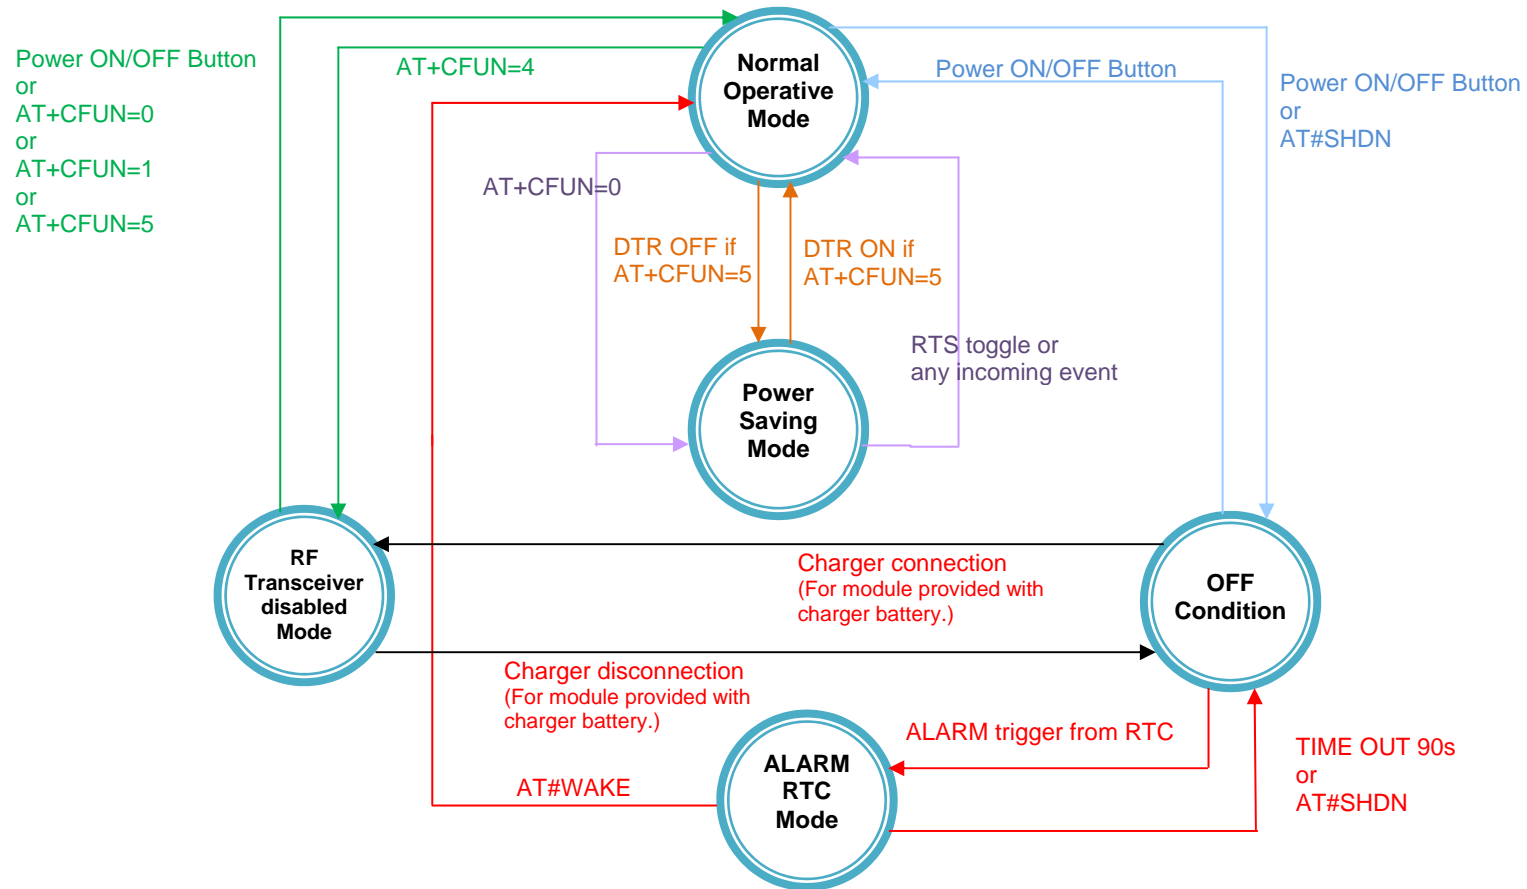 Power ON/OFF Button
or
AT+CFUN=0
or
AT+CFUN=1
or
AT+CFUN=5
AT+CFUN=4
Normal
Operative
Mode
Power ON/OFF Button
Power ON/OFF Button
or
AT#SHDN
AT+CFUN=0
DTR OFF if
AT+CFUN=5
DTR ON if
AT+CFUN=5
RTS toggle or
any incoming event
Power
Saving
Mode
RF
Transceiver
disabled
Mode
Charger connection
(For module provided with
charger battery.)
OFF
Condition
Charger disconnection
(For module provided with
charger battery.)
ALARM trigger from RTC
TIME OUT 90s
or
AT#SHDN
AT#WAKE
ALARM
RTC
Mode